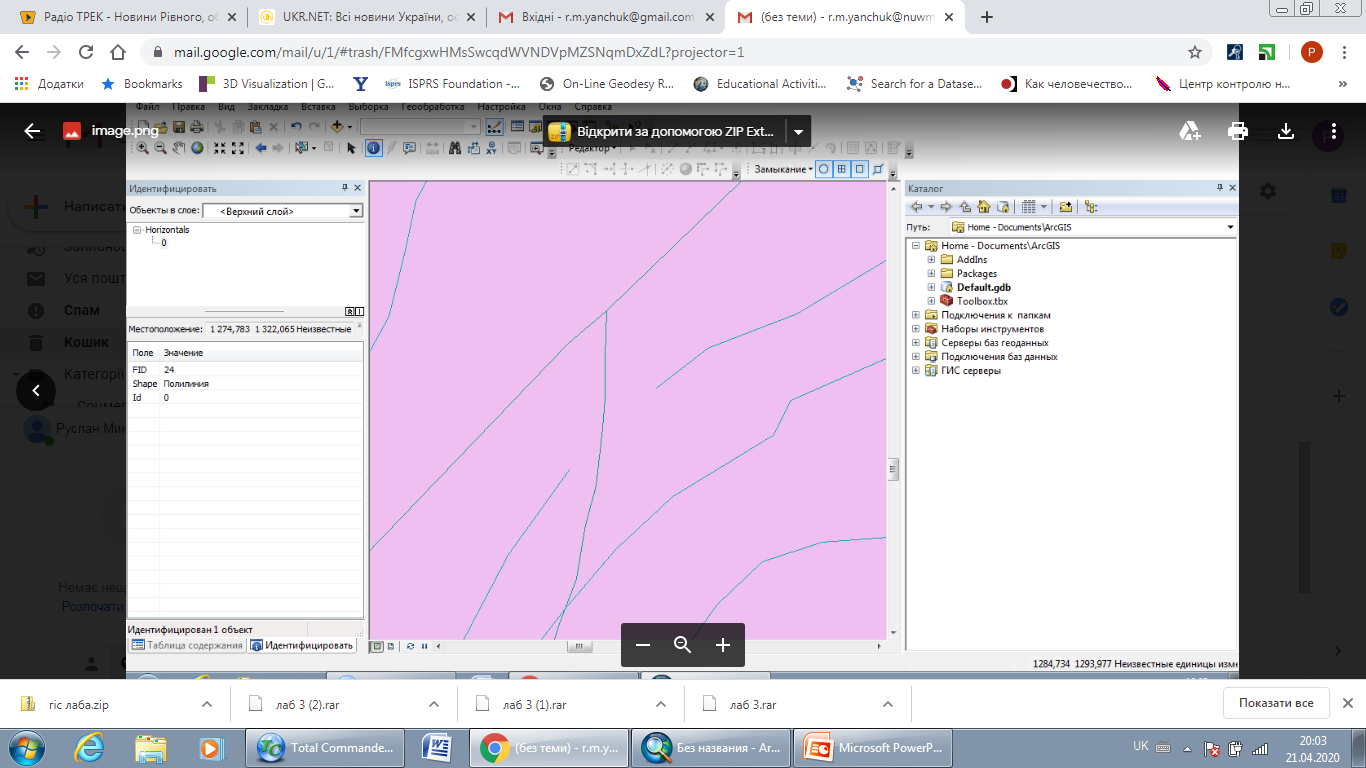 Радіо ТРЕК - Новини Рівного, об
UKR.NET: Всі новини України, ос
Вхідні - r.m.yanchuk@gmail.com
(без теми) - r.m.yanchuk@nuwm
mail.google.com/mail/u/1/#trash/FMfcgxwHMsSwcqdWVNDVpMZSNqmDxZdL?projector=1
P
Додатки
Bookmarks
3D Visualization | G...
ISPRS Foundation -...
On-Line Geodesy R...
Educational Activiti...
Search for a Datase...
Как человечество...
Центр контролю н...
»
Файл Правка Вид Закладка Вставка Выборка Геообработка Настройка Окна Справка
image.png
Відкрити за допомогою ZIP Ext...
Редактор
Замыкание
Идентифицировать
Объекты в слое: <Верхний слой>
Horizontals
0
Местоположение: 1 274,783 1 322,065 Неизвестные
Поле Значение
FID 24
Shape Полилиния
Id 0
Идентифицирован 1 объект
Таблица содержания
Идентифицировать
Каталог
Путь: Home - Documents\ArcGIS
Home - Documents\ArcGIS
AddIns
Packages
Default.gdb
Toolbox.tbx
Подключения к папкам
Наборы инструментов
Серверы баз геоданных
Подключения баз данных
ГИС серверы
1284,734 1293,977 Неизвестные единицы изме
Написати
Уся пошт
Спам
Кошик
Категорії
Руслан Мик
Немає нещ
Розпочати
гіс лаба.zip
лаб 3 (2).rar
лаб 3 (1).rar
лаб 3.rar
Показати все
Total Commande...
(без теми) - r.m.y...
Без названия - Ar...
Microsoft PowerP...
UK
20:03
21.04.2020